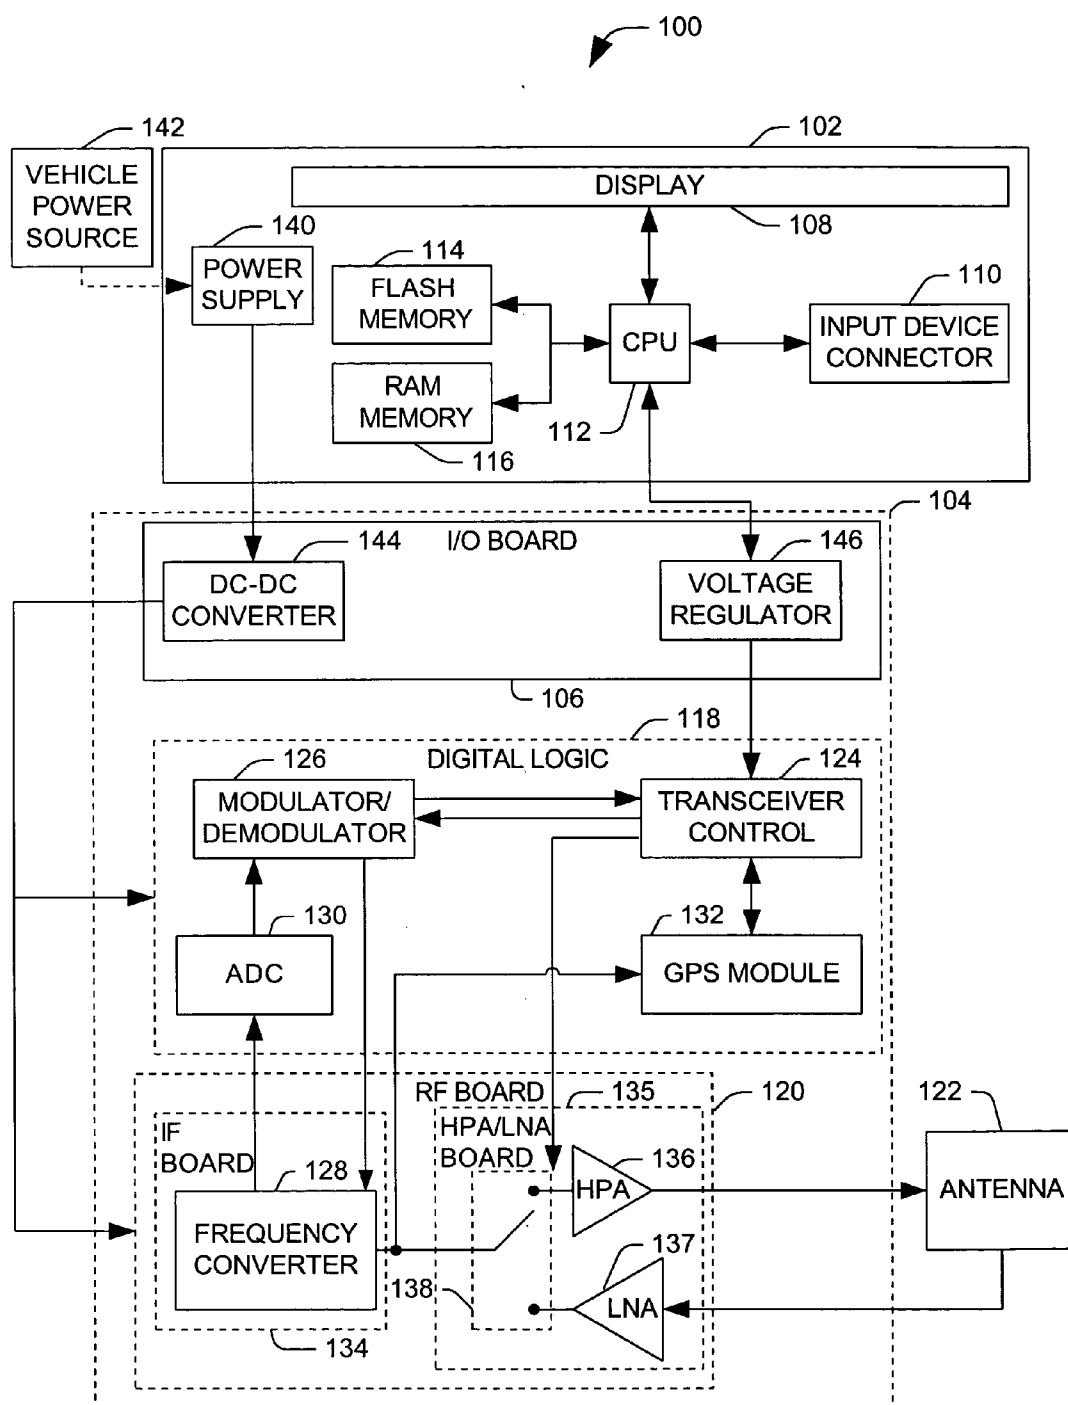 100
142
102
VEHICLE
POWER
SOURCE
DISPLAY
108
140
POWER
SUPPLY
114
FLASH
MEMORY
110
CPU
INPUT DEVICE
CONNECTOR
RAM
MEMORY
112
116
104
144
I/O BOARD
146
DC-DC
CONVERTER
VOLTAGE
REGULATOR
106
118
DIGITAL LOGIC
126
124
MODULATOR/
DEMODULATOR
TRANSCEIVER
CONTROL
130
132
ADC
GPS MODULE
RF BOARD
135
120
122
IF
BOARD
HPA/LNA
BOARD
128
136
HPA
ANTENNA
FREQUENCY
CONVERTER
137
138
LNA
134